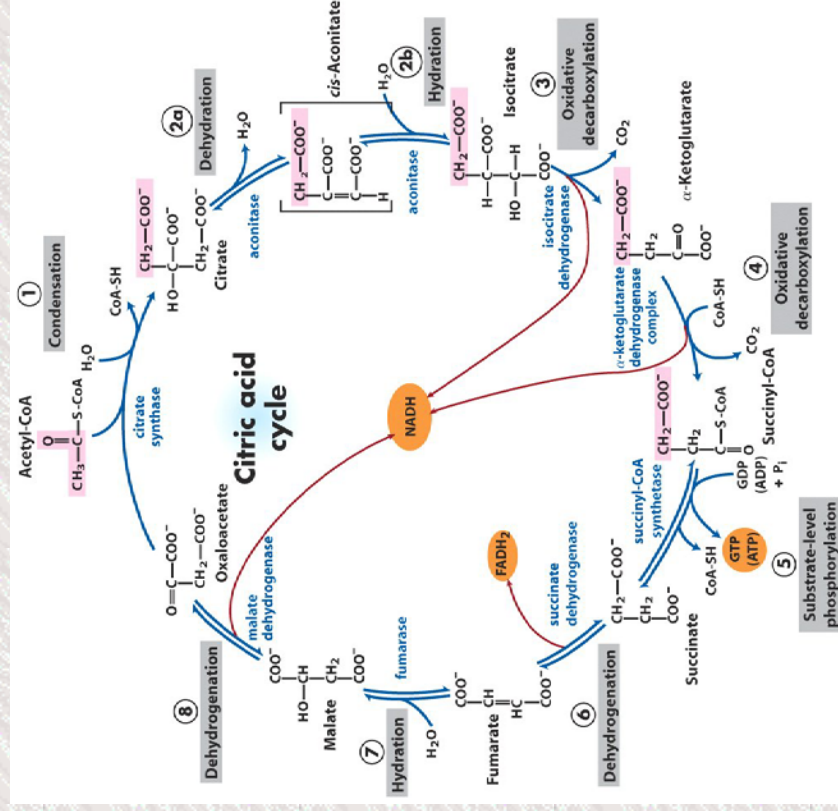 Citric acid
cycle
Acetyl-CoA
O
CH₃—C—S-CoA
①
Condensation
H₂O
CoA-SH
citrate
synthase
CH₂—COO⁻
HO—C—COO⁻
CH₂—COO⁻
Citrate
2a
Dehydration
H₂O
aconitase
CH₂—COO⁻
C—COO⁻
C—COO⁻
H
cis-Aconitate
H₂O
2b
Hydration
aconitase
CH₂—COO⁻
H—C—COO⁻
HO—C—H
COO⁻
Isocitrate
③
Oxidative
decarboxylation
isocitrate
dehydrogenase
CO₂
CH₂—COO⁻
CH₂
C=O
COO⁻
α-Ketoglutarate
④
Oxidative
decarboxylation
α-ketoglutarate
dehydrogenase
complex
CoA-SH
CO₂
CH₂—COO⁻
CH₂
C—S-CoA
O
Succinyl-CoA
succinyl-CoA
synthetase
GDP
(ADP)
+ Pᵢ
GTP
(ATP)
CoA-SH
⑤
Substrate-level
phosphorylation
CH₂—COO⁻
CH₂
COO⁻
Succinate
succinate
dehydrogenase
FADH₂
⑥
Dehydrogenation
COO⁻
CH
HC
COO⁻
Fumarate
fumarase
H₂O
⑦
Hydration
COO⁻
HO—CH
CH₂
COO⁻
Malate
malate
dehydrogenase
⑧
Dehydrogenation
O=C—COO⁻
CH₂—COO⁻
Oxaloacetate
NADH